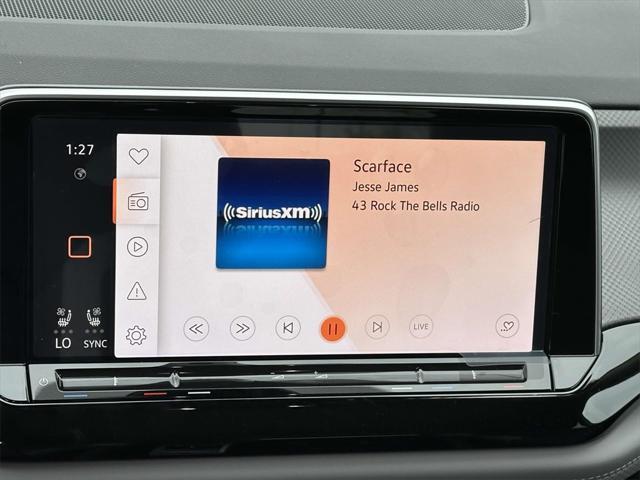 1:27
Scarface
Jesse James
43 Rock The Bells Radio
((SiriusXM))
LIVE
LO
SYNC